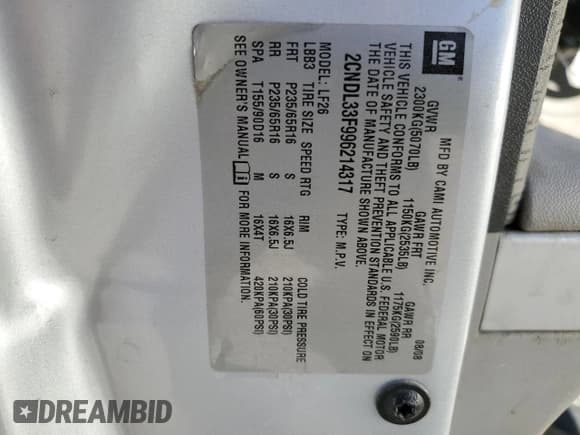 GM
MFD BY CAMI AUTOMOTIVE INC.
08/08
GVWR GAWR FRT GAWR RR
2300KG(5070LB) 1150KG(2535LB) 1175KG(2590LB)
THIS VEHICLE CONFORMS TO ALL APPLICABLE U.S. FEDERAL MOTOR
VEHICLE SAFETY AND THEFT PREVENTION STANDARDS IN EFFECT ON
THE DATE OF MANUFACTURE SHOWN ABOVE.
2CNDL33F996214317 TYPE: M.P.V.
MODEL: LF26
LBB3 TIRE SIZE SPEED RTG RIM COLD TIRE PRESSURE
FRT P235/65R16 S 16X6.5J 210KPA(30PSI)
RR P235/65R16 S 16X6.5J 210KPA(30PSI)
SPA T155/90D16 M 16X4T 420KPA(60PSI)
SEE OWNER'S MANUAL FOR MORE INFORMATION.
DREAMBID